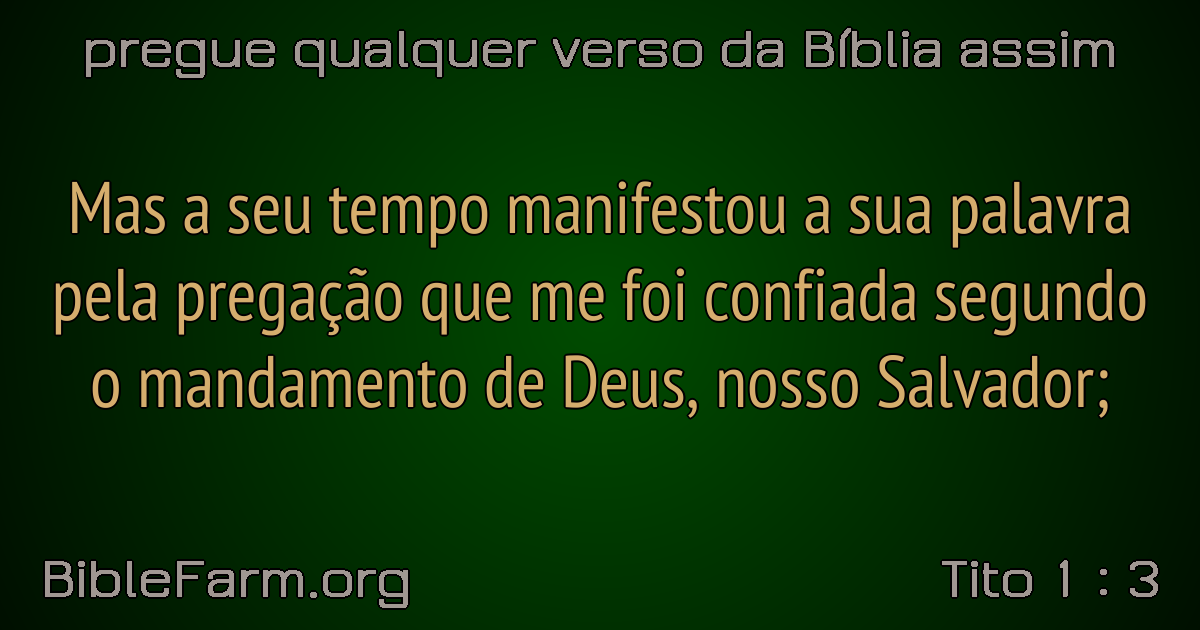 pregue qualquer verso da Bíblia assim
Mas a seu tempo manifestou a sua palavra
pela pregação que me foi confiada segundo
o mandamento de Deus, nosso Salvador;
BibleFarm.org
Tito 1 : 3